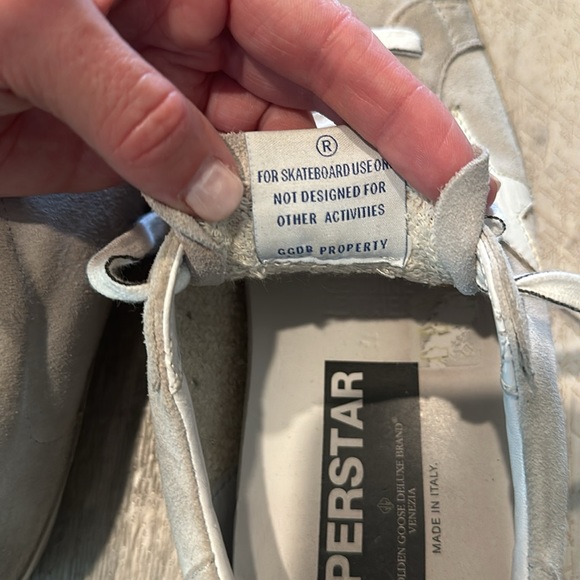 ®
FOR SKATEBOARD USE ON
NOT DESIGNED FOR
OTHER ACTIVITIES
GGDB PROPERTY
PERSTAR
LDEN GOOSE DELUXE BRAND®
VENEZIA
MADE IN ITALY.